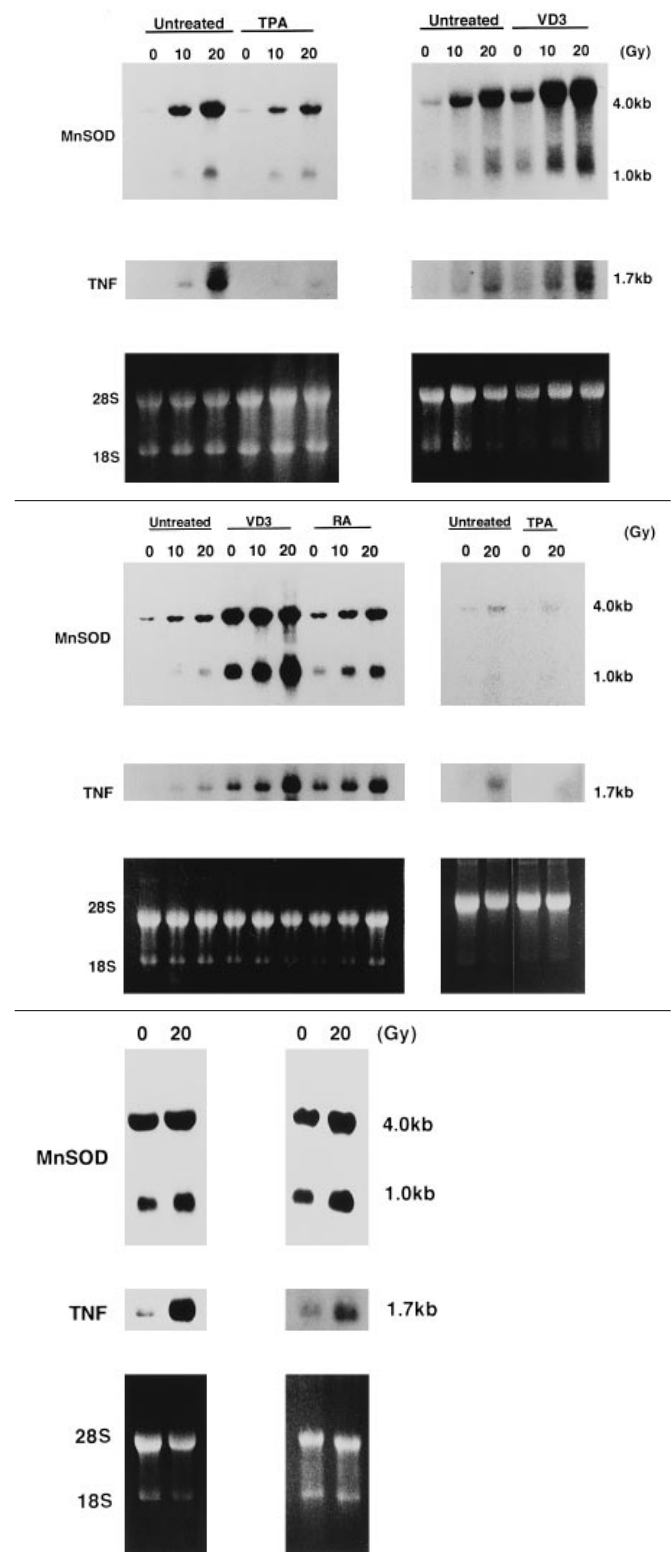 Untreated TPA Untreated VD3
0 10 20 0 10 20 0 10 20 0 10 20 (Gy)
MnSOD 4.0kb
1.0kb
TNF 1.7kb
28S
18S
Untreated VD3 RA Untreated TPA (Gy)
0 10 20 0 10 20 0 10 20 0 20 0 20
MnSOD 4.0kb
1.0kb
TNF 1.7kb
28S
18S
0 20 0 20 (Gy)
MnSOD 4.0kb
1.0kb
TNF 1.7kb
28S
18S